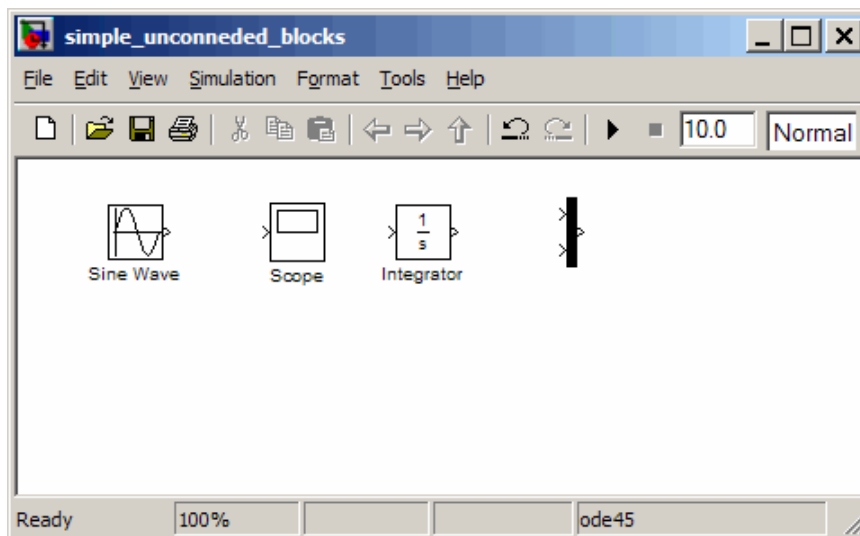 simple_unconneded_blocks
File Edit View Simulation Format Tools Help
10.0 Normal
1
s
Sine Wave Scope Integrator
Ready 100% ode45